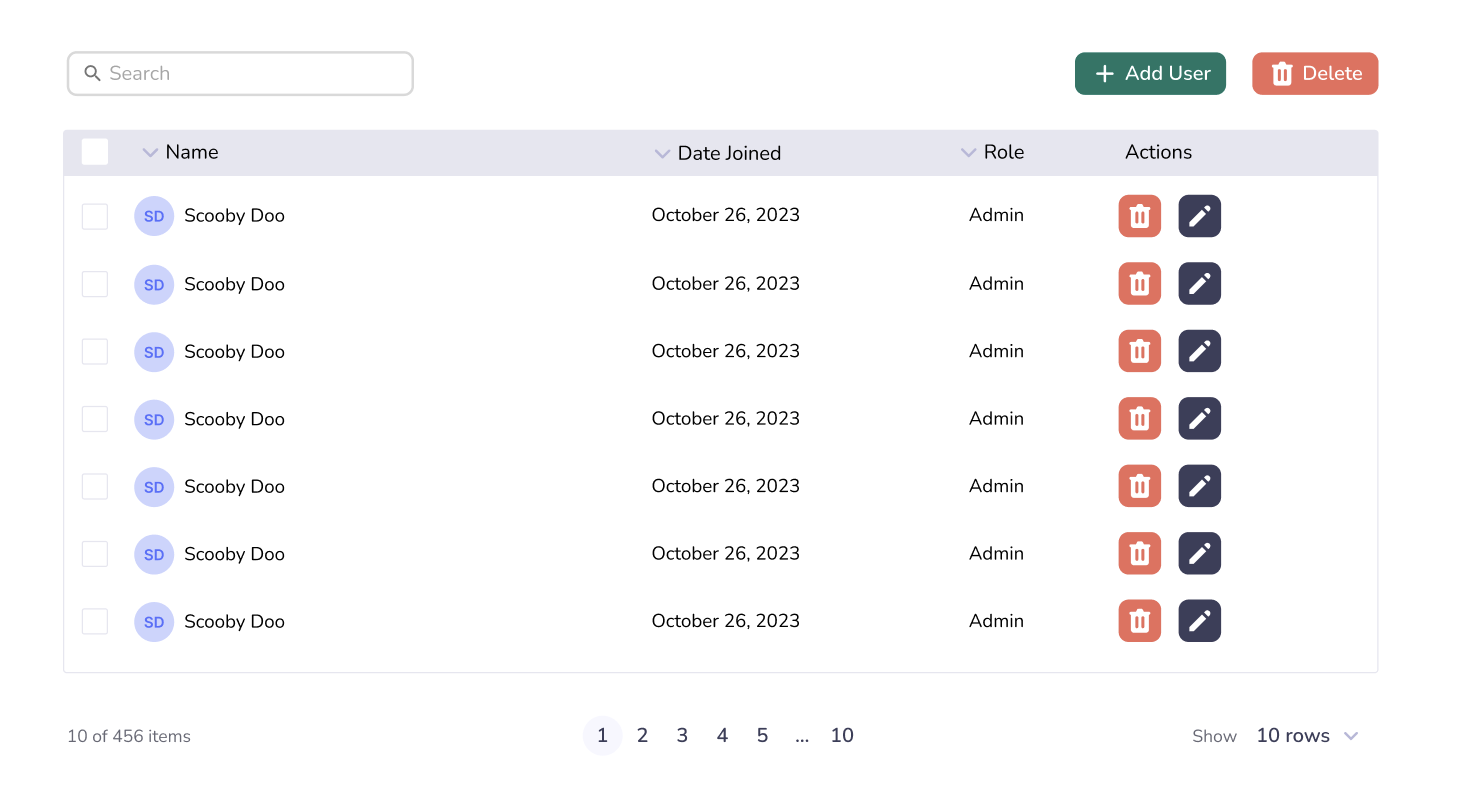 Search
Add User
Delete
Name Date Joined Role Actions
SD Scooby Doo October 26, 2023 Admin
SD Scooby Doo October 26, 2023 Admin
SD Scooby Doo October 26, 2023 Admin
SD Scooby Doo October 26, 2023 Admin
SD Scooby Doo October 26, 2023 Admin
SD Scooby Doo October 26, 2023 Admin
SD Scooby Doo October 26, 2023 Admin
10 of 456 items 1 2 3 4 5 ... 10 Show 10 rows